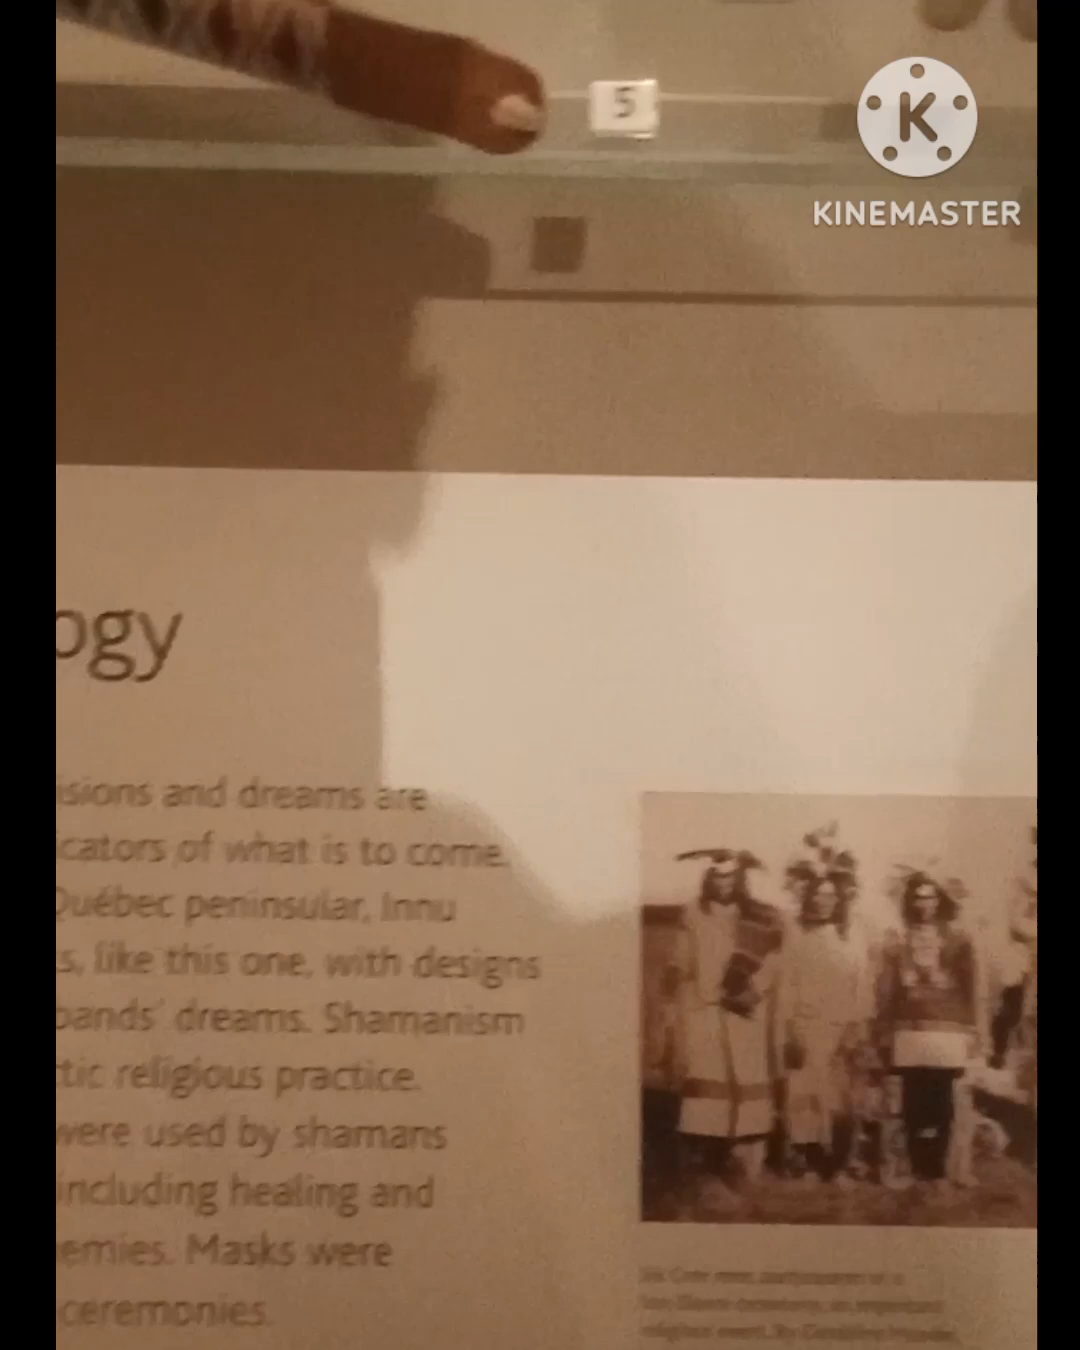 5
KINEMASTER
ogy
isions and dreams are
icators of what is to come.
Québec peninsular, Innu
s, like this one, with designs
bands' dreams. Shamanism
tic religious practice.
were used by shamans
including healing and
emies. Masks were
ceremonies.